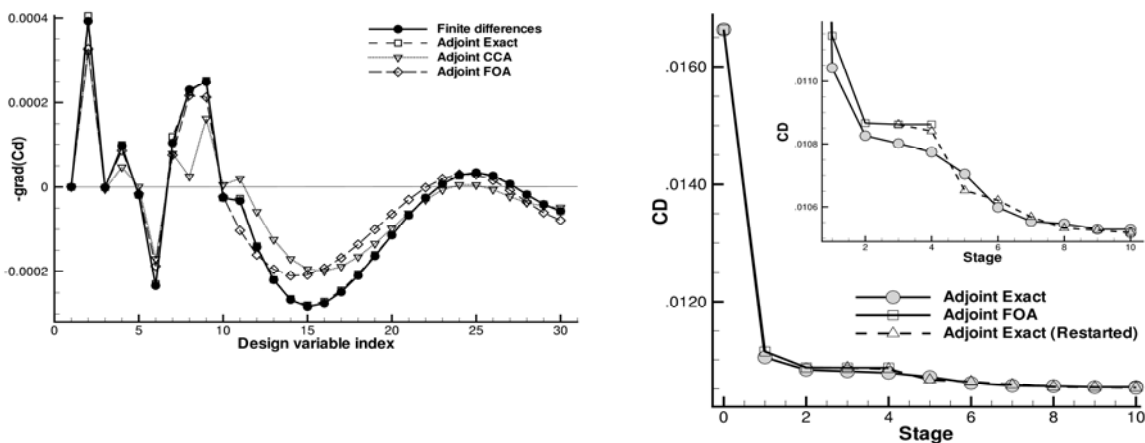 0.0004
0.0002
0
-0.0002
-grad(Cd)
Finite differences
Adjoint Exact
Adjoint CCA
Adjoint FOA
0 5 10 15 20 25 30
Design variable index
.0160
.0140
.0120
CD
0 2 4 6 8 10
Stage
.0110
.0108
.0106
CD
2 4 6 8 10
Stage
Adjoint Exact
Adjoint FOA
Adjoint Exact (Restarted)